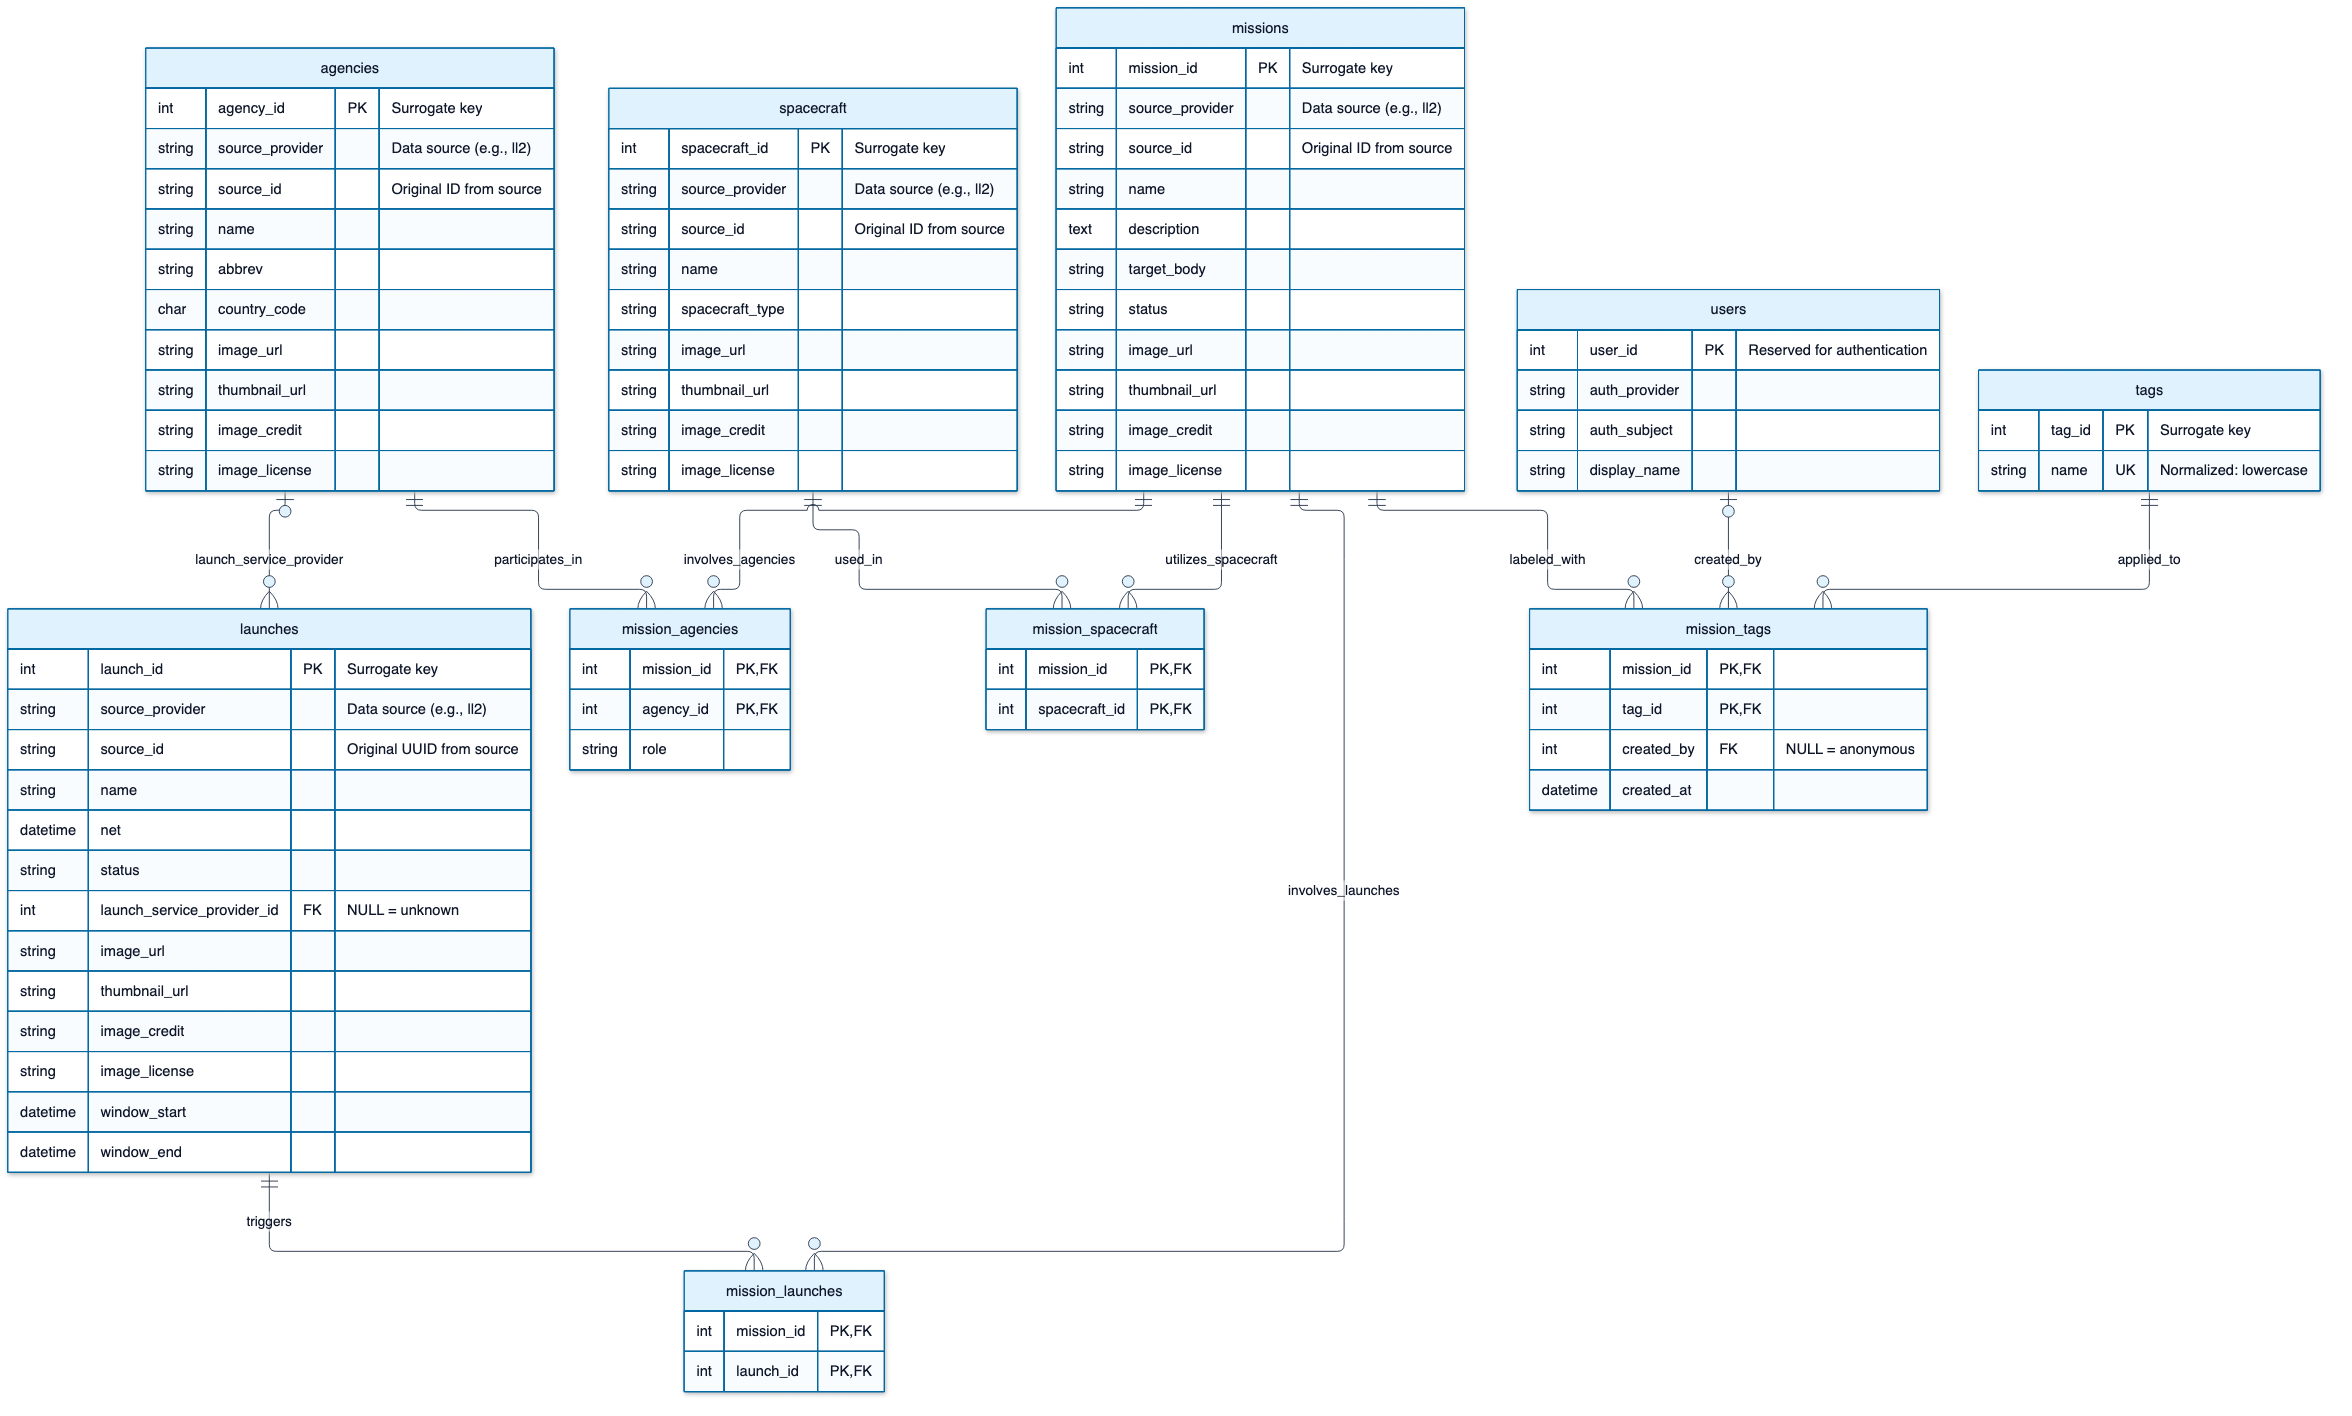 missions
int mission_id PK Surrogate key
string source_provider Data source (e.g., ll2)
string source_id Original ID from source
string name
text description
string target_body
string status
string image_url
string thumbnail_url
string image_credit
string image_license
agencies
int agency_id PK Surrogate key
string source_provider Data source (e.g., ll2)
string source_id Original ID from source
string name
string abbrev
char country_code
string image_url
string thumbnail_url
string image_credit
string image_license
spacecraft
int spacecraft_id PK Surrogate key
string source_provider Data source (e.g., ll2)
string source_id Original ID from source
string name
string spacecraft_type
string image_url
string thumbnail_url
string image_credit
string image_license
users
int user_id PK Reserved for authentication
string auth_provider
string auth_subject
string display_name
tags
int tag_id PK Surrogate key
string name UK Normalized: lowercase
launch_service_provider
participates_in
involves_agencies
used_in
utilizes_spacecraft
labeled_with
created_by
applied_to
launches
int launch_id PK Surrogate key
string source_provider Data source (e.g., ll2)
string source_id Original UUID from source
string name
datetime net
string status
int launch_service_provider_id FK NULL = unknown
string image_url
string thumbnail_url
string image_credit
string image_license
datetime window_start
datetime window_end
mission_agencies
int mission_id PK,FK
int agency_id PK,FK
string role
mission_spacecraft
int mission_id PK,FK
int spacecraft_id PK,FK
mission_tags
int mission_id PK,FK
int tag_id PK,FK
int created_by FK NULL = anonymous
datetime created_at
involves_launches
triggers
mission_launches
int mission_id PK,FK
int launch_id PK,FK